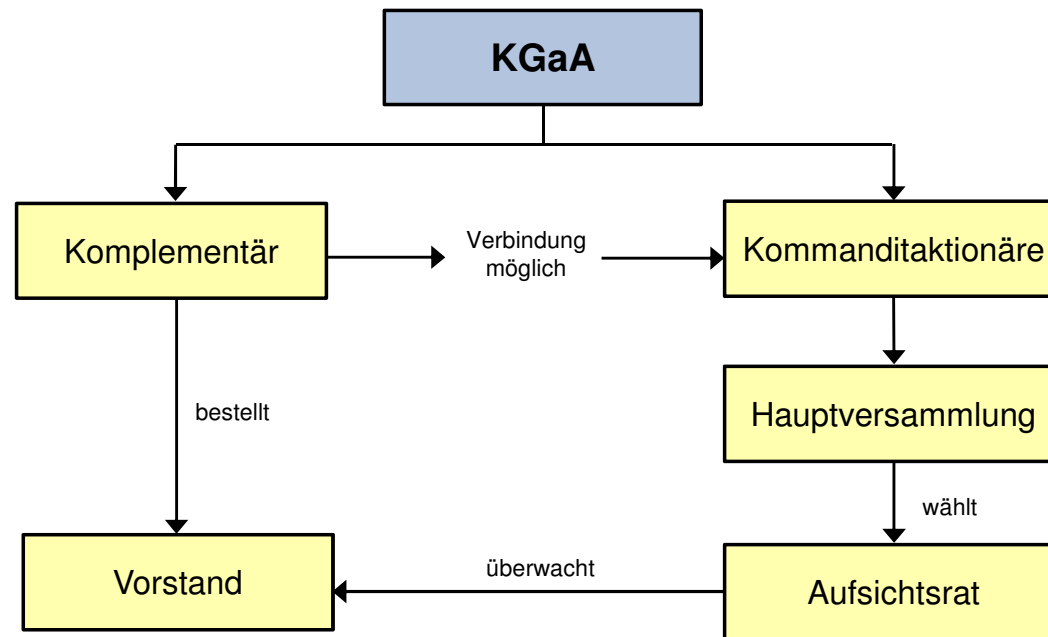 KGaA
Komplementär
Verbindung
möglich
Kommanditaktionäre
bestellt
Hauptversammlung
wählt
Vorstand
überwacht
Aufsichtsrat